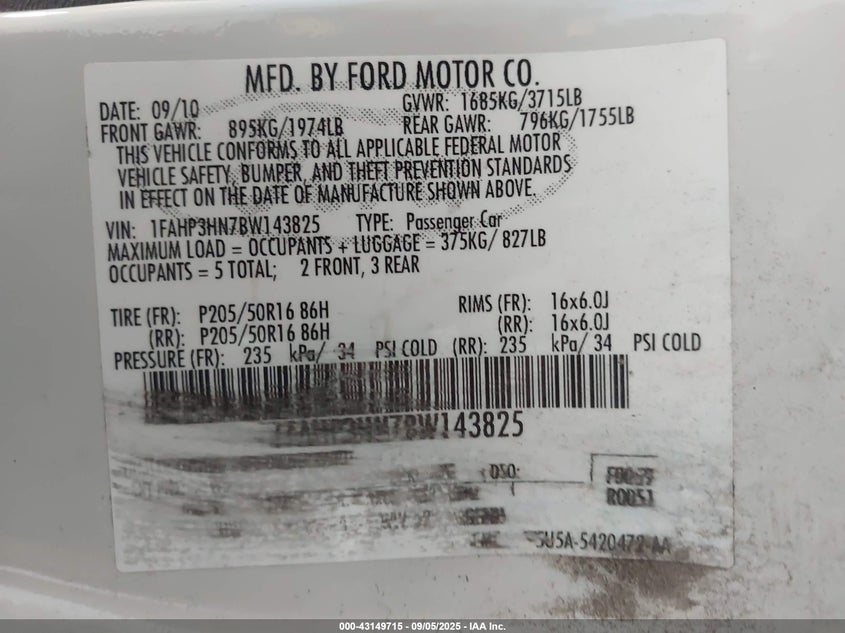 MFD. BY FORD MOTOR CO.
DATE: 09/10 GVWR: 1685KG/3715LB
FRONT GAWR: 895KG/1974LB REAR GAWR: 796KG/1755LB
THIS VEHICLE CONFORMS TO ALL APPLICABLE FEDERAL MOTOR
VEHICLE SAFETY, BUMPER, AND THEFT PREVENTION STANDARDS
IN EFFECT ON THE DATE OF MANUFACTURE SHOWN ABOVE.
VIN: 1FAHP3HN7BW143825 TYPE: Passenger Car
MAXIMUM LOAD = OCCUPANTS + LUGGAGE = 375KG/ 827LB
OCCUPANTS = 5 TOTAL; 2 FRONT, 3 REAR
TIRE (FR): P205/50R16 86H RIMS (FR): 16x6.0J
(RR): P205/50R16 86H (RR): 16x6.0J
PRESSURE (FR): 235 kPa/ 34 PSI COLD (RR): 235 kPa/ 34 PSI COLD
1FAHP3HN7BW143825
DSO:
R0051
5U5A-5420472-AA
000-43149715 - 09/05/2025 - IAA Inc.